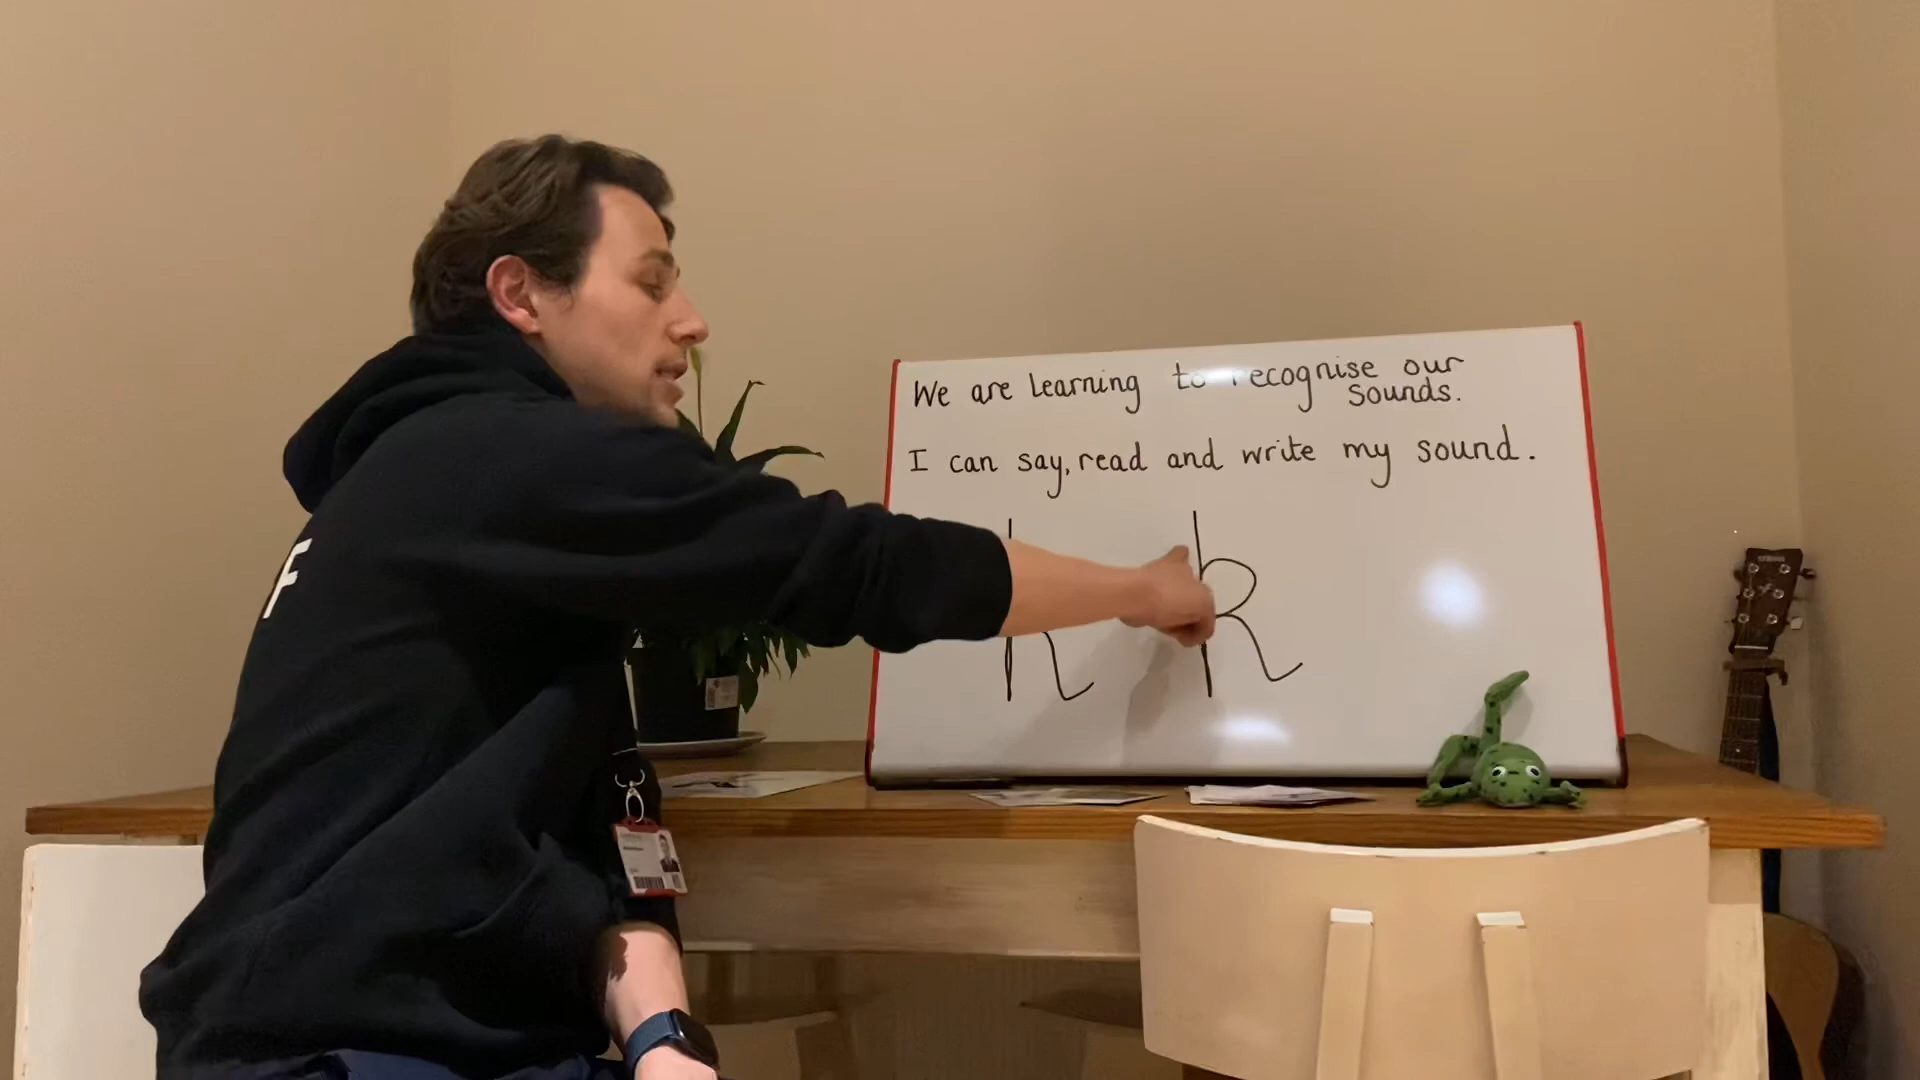 We are learning to recognise our
sounds.
I can say, read and write my sound.
k
F